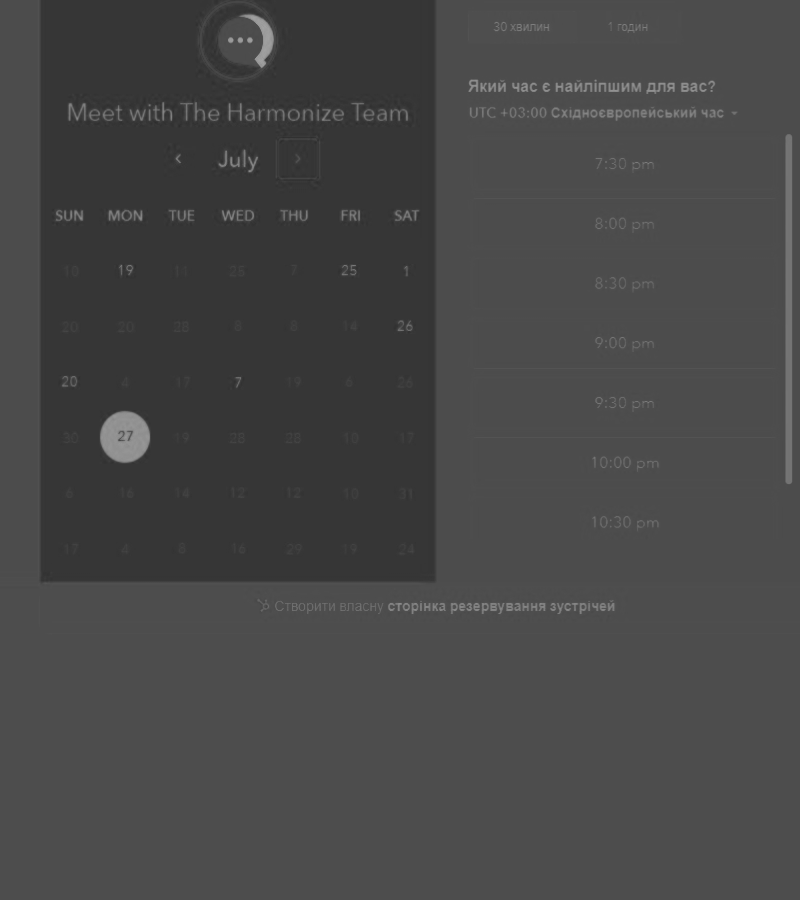 Meet with The Harmonize Team
July
SUN MON TUE WED THU FRI SAT
10 19 11 25 7 25 1
20 20 28 8 8 14 26
20 4 17 7 19 6 26
30 27 19 28 28 10 17
6 16 14 12 12 10 21
17 4 8 16 29 19 24
30 хвилин 1 годин
Який час є найліпшим для вас?
UTC +03:00 Східноєвропейський час
7:30 pm
8:00 pm
8:30 pm
9:00 pm
9:30 pm
10:00 pm
10:30 pm
Створити власну сторінка резервування зустрічей